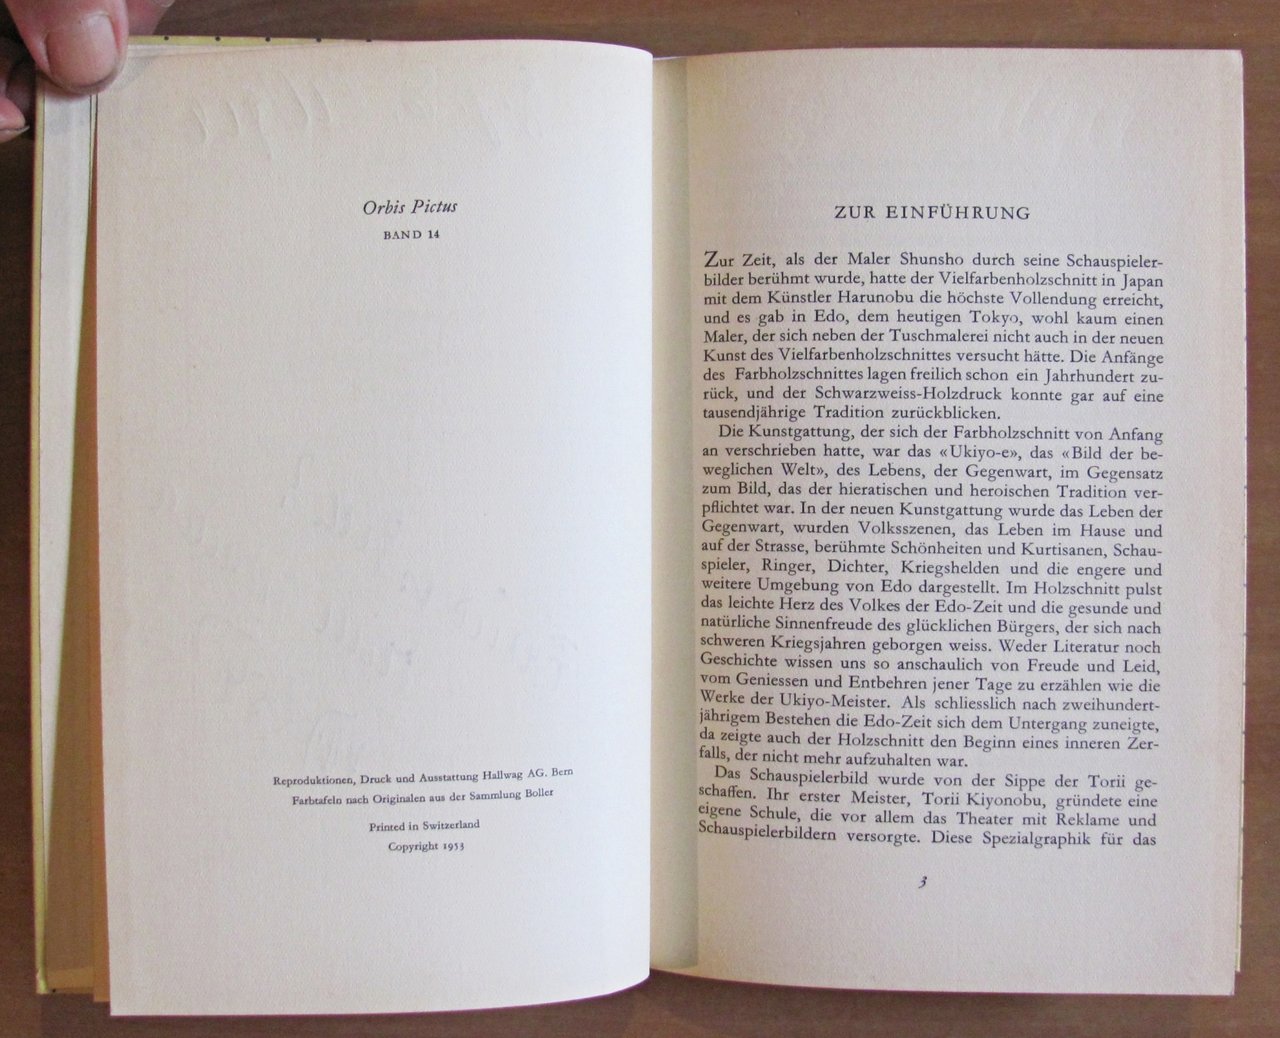 Orbis Pictus
BAND 14
Reproduktionen, Druck und Ausstattung Hallwag AG. Bern
Farbtafeln nach Originalen aus der Sammlung Boller
Printed in Switzerland
Copyright 1953
ZUR EINFÜHRUNG
Zur Zeit, als der Maler Shunsho durch seine Schauspieler-
bilder berühmt wurde, hatte der Vielfarbenholzschnitt in Japan
mit dem Künstler Harunobu die höchste Vollendung erreicht,
und es gab in Edo, dem heutigen Tokyo, wohl kaum einen
Maler, der sich neben der Tuschmalerei nicht auch in der neuen
Kunst des Vielfarbenholzschnittes versucht hätte. Die Anfänge
des Farbholzschnittes lagen freilich schon ein Jahrhundert zu-
rück, und der Schwarzweiss-Holzdruck konnte gar auf eine
tausendjährige Tradition zurückblicken.
Die Kunstgattung, der sich der Farbholzschnitt von Anfang
an verschrieben hatte, war das «Ukiyo-e», das «Bild der be-
weglichen Welt», des Lebens, der Gegenwart, im Gegensatz
zum Bild, das der hieratischen und heroischen Tradition ver-
pflichtet war. In der neuen Kunstgattung wurde das Leben der
Gegenwart, wurden Volksszenen, das Leben im Hause und
auf der Strasse, berühmte Schönheiten und Kurtisanen, Schau-
spieler, Ringer, Dichter, Kriegshelden und die engere und
weitere Umgebung von Edo dargestellt. Im Holzschnitt pulst
das leichte Herz des Volkes der Edo-Zeit und die gesunde und
natürliche Sinnenfreude des glücklichen Bürgers, der sich nach
schweren Kriegsjahren geborgen weiss. Weder Literatur noch
Geschichte wissen uns so anschaulich von Freude und Leid,
vom Geniessen und Entbehren jener Tage zu erzählen wie die
Werke der Ukiyo-Meister. Als schliesslich nach zweihundert-
jährigem Bestehen die Edo-Zeit sich dem Untergang zuneigte,
da zeigte auch der Holzschnitt den Beginn eines inneren Zer-
falls, der nicht mehr aufzuhalten war.
Das Schauspielerbild wurde von der Sippe der Torii ge-
schaffen. Ihr erster Meister, Torii Kiyonobu, gründete eine
eigene Schule, die vor allem das Theater mit Reklame und
Schauspielerbildern versorgte. Diese Spezialgraphik für das
3